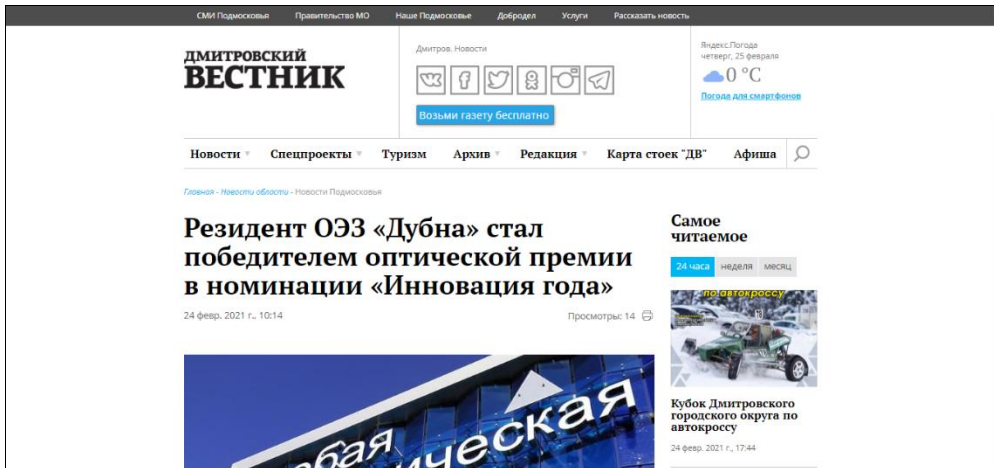 СМИ Подмосковья Правительство МО Наше Подмосковье Добродел Услуги Рассказать новость
ДМИТРОВСКИЙ
ВЕСТНИК
Дмитров. Новости
Возьми газету бесплатно
Яндекс.Погода
четверг, 25 февраля
0 °C
Погода для смартфонов
Новости Спецпроекты Туризм Архив Редакция Карта стоек "ДВ" Афиша
Главная - Новости области - Новости Подмосковья
Резидент ОЭЗ «Дубна» стал
победителем оптической премии
в номинации «Инновация года»
24 февр. 2021 г., 10:14
Просмотры: 14
Самое
читаемое
24 часа неделя месяц
по автокроссу
Кубок Дмитровского
городского округа по
автокроссу
24 февр. 2021 г., 17:44